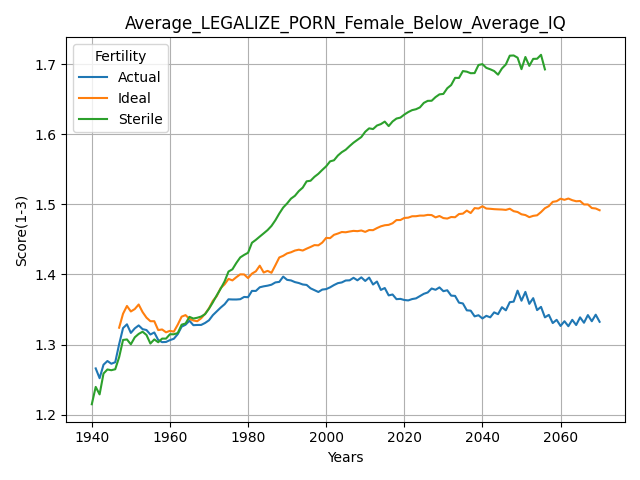 Average_LEGALIZE_PORN_Female_Below_Average_IQ
Fertility
Actual
Ideal
Sterile
1.7
1.6
1.5
1.4
1.3
1.2
Score(1-3)
1940 1960 1980 2000 2020 2040 2060
Years